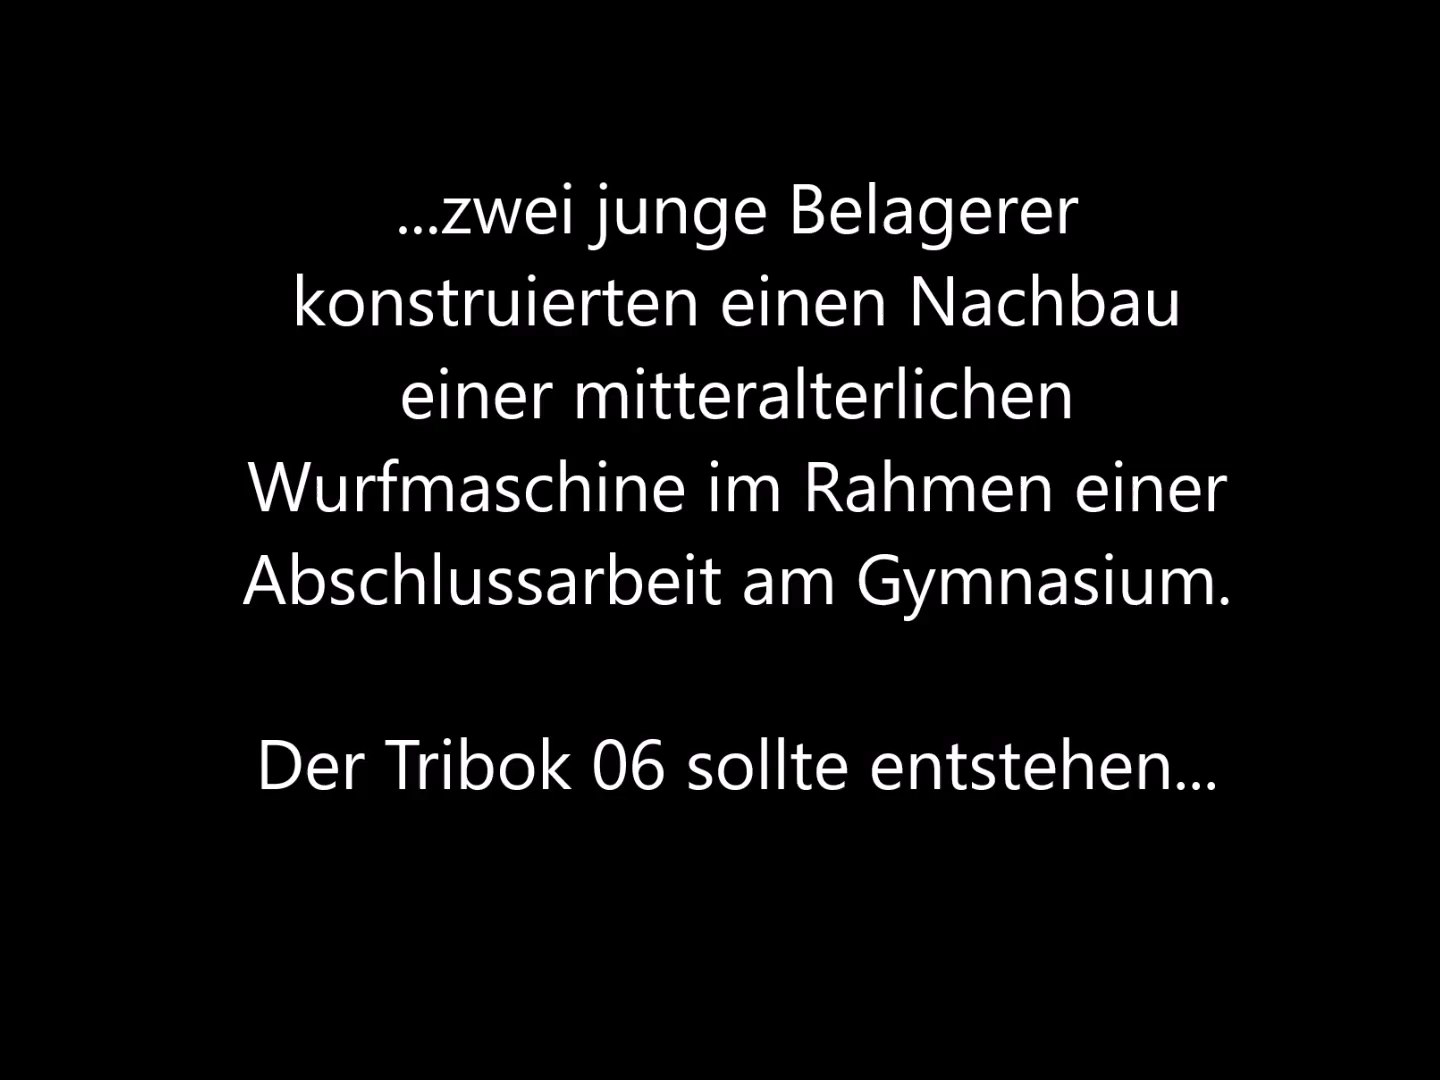 ...zwei junge Belagerer
konstruierten einen Nachbau
einer mitteralterlichen
Wurfmaschine im Rahmen einer
Abschlussarbeit am Gymnasium.
Der Tribok 06 sollte entstehen...